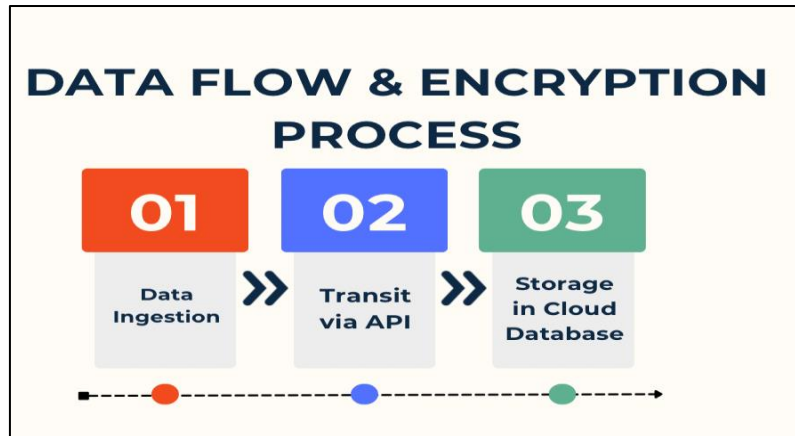 DATA FLOW & ENCRYPTION
PROCESS
01
Data
Ingestion
02
Transit
via API
03
Storage
in Cloud
Database